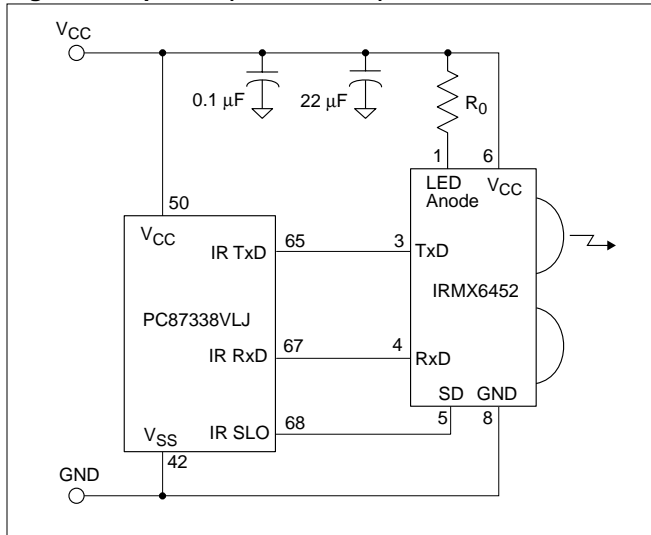 V_CC
0.1 μF
22 μF
R_0
1
6
LED
Anode
V_CC
50
V_CC
IR TxD
65
3
TxD
IRMX6452
PC87338VLJ
IR RxD
67
4
RxD
SD
GND
IR SLO
68
5
8
V_SS
42
GND